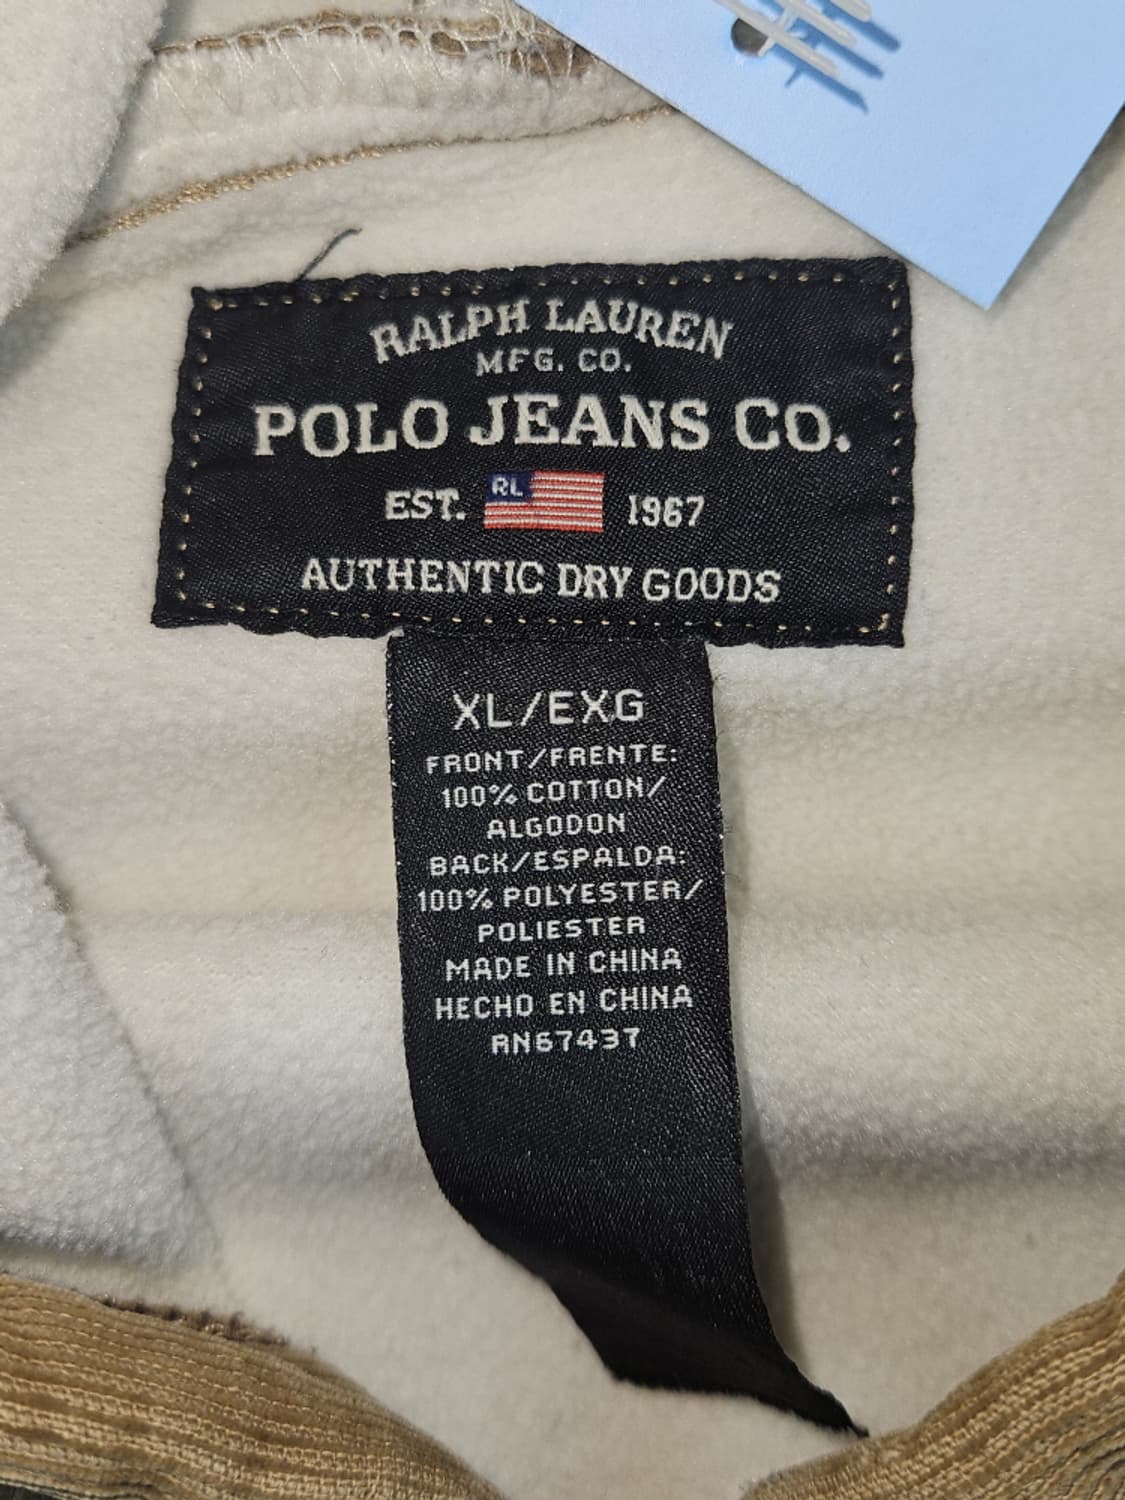 RALPH LAUREN
MFG. CO.
POLO JEANS CO.
EST. RL 1967
AUTHENTIC DRY GOODS
XL/EXG
FRONT/FRENTE:
100% COTTON/
ALGODON
BACK/ESPALDA:
100% POLYESTER/
POLIESTER
MADE IN CHINA
HECHO EN CHINA
RN67437